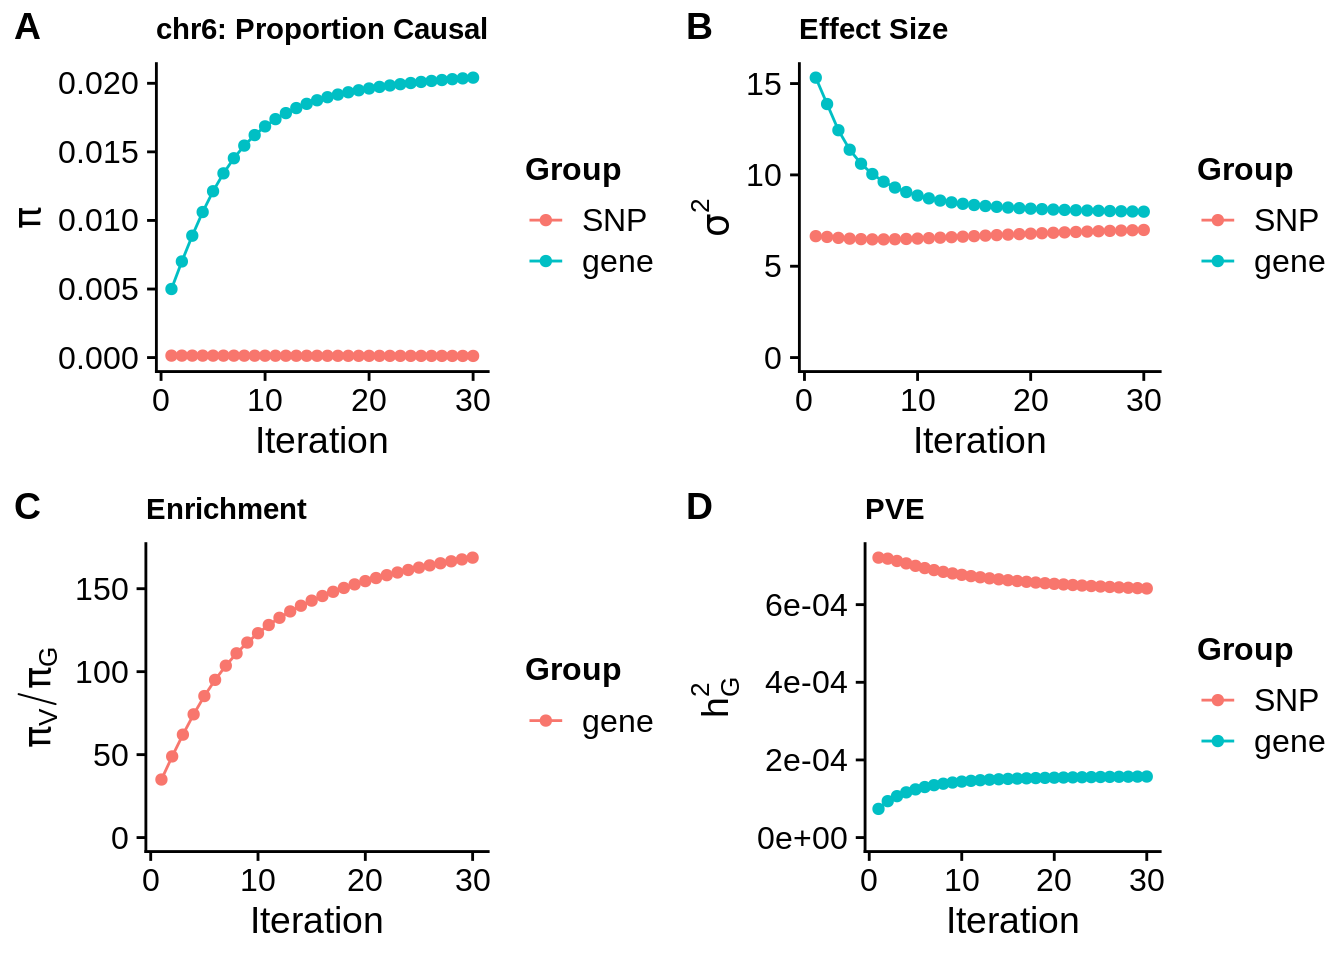 A
chr6: Proportion Causal
π
0.020
0.015
0.010
0.005
0.000
0 10 20 30
Iteration
Group
SNP
gene
B
Effect Size
σ²
15
10
5
0
0 10 20 30
Iteration
Group
SNP
gene
C
Enrichment
πV/πG
150
100
50
0
0 10 20 30
Iteration
Group
gene
D
PVE
h²G
6e-04
4e-04
2e-04
0e+00
0 10 20 30
Iteration
Group
SNP
gene